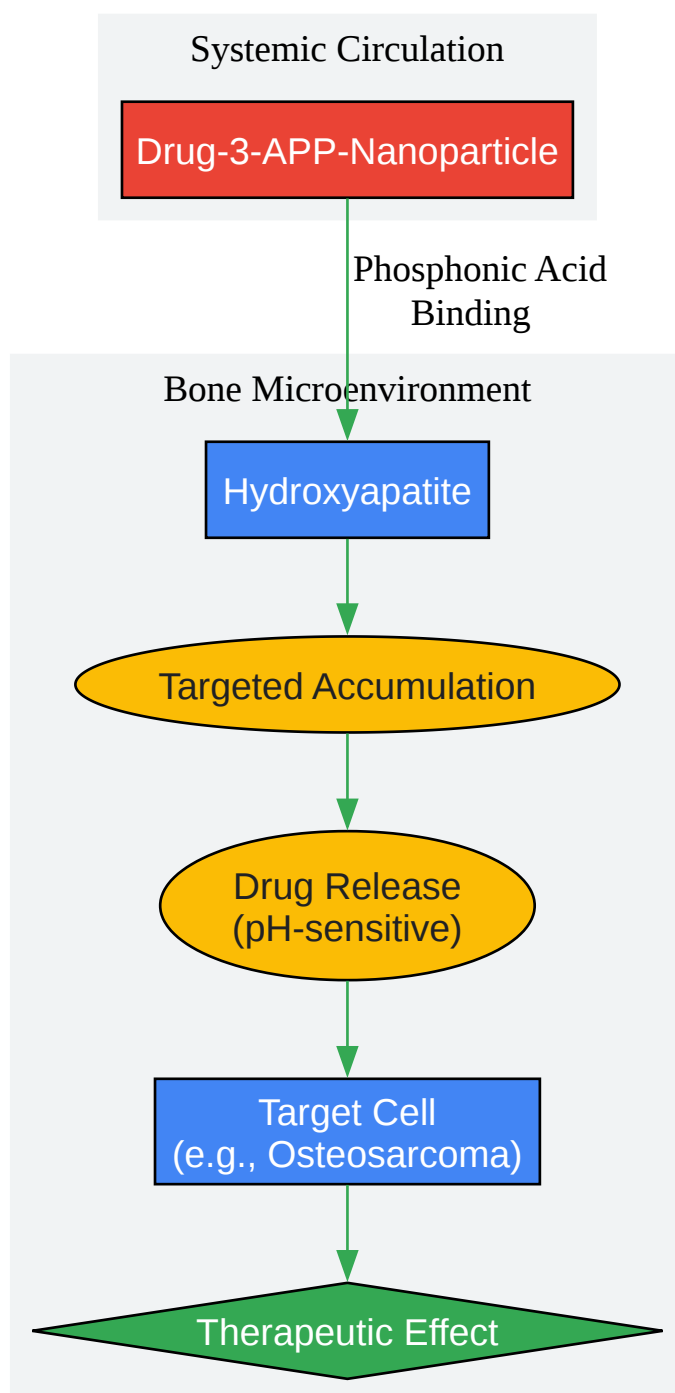 Systemic Circulation
Drug-3-APP-Nanoparticle
Phosphonic Acid
Binding
Bone Microenvironment
Hydroxyapatite
Targeted Accumulation
Drug Release
(pH-sensitive)
Target Cell
(e.g., Osteosarcoma)
Therapeutic Effect